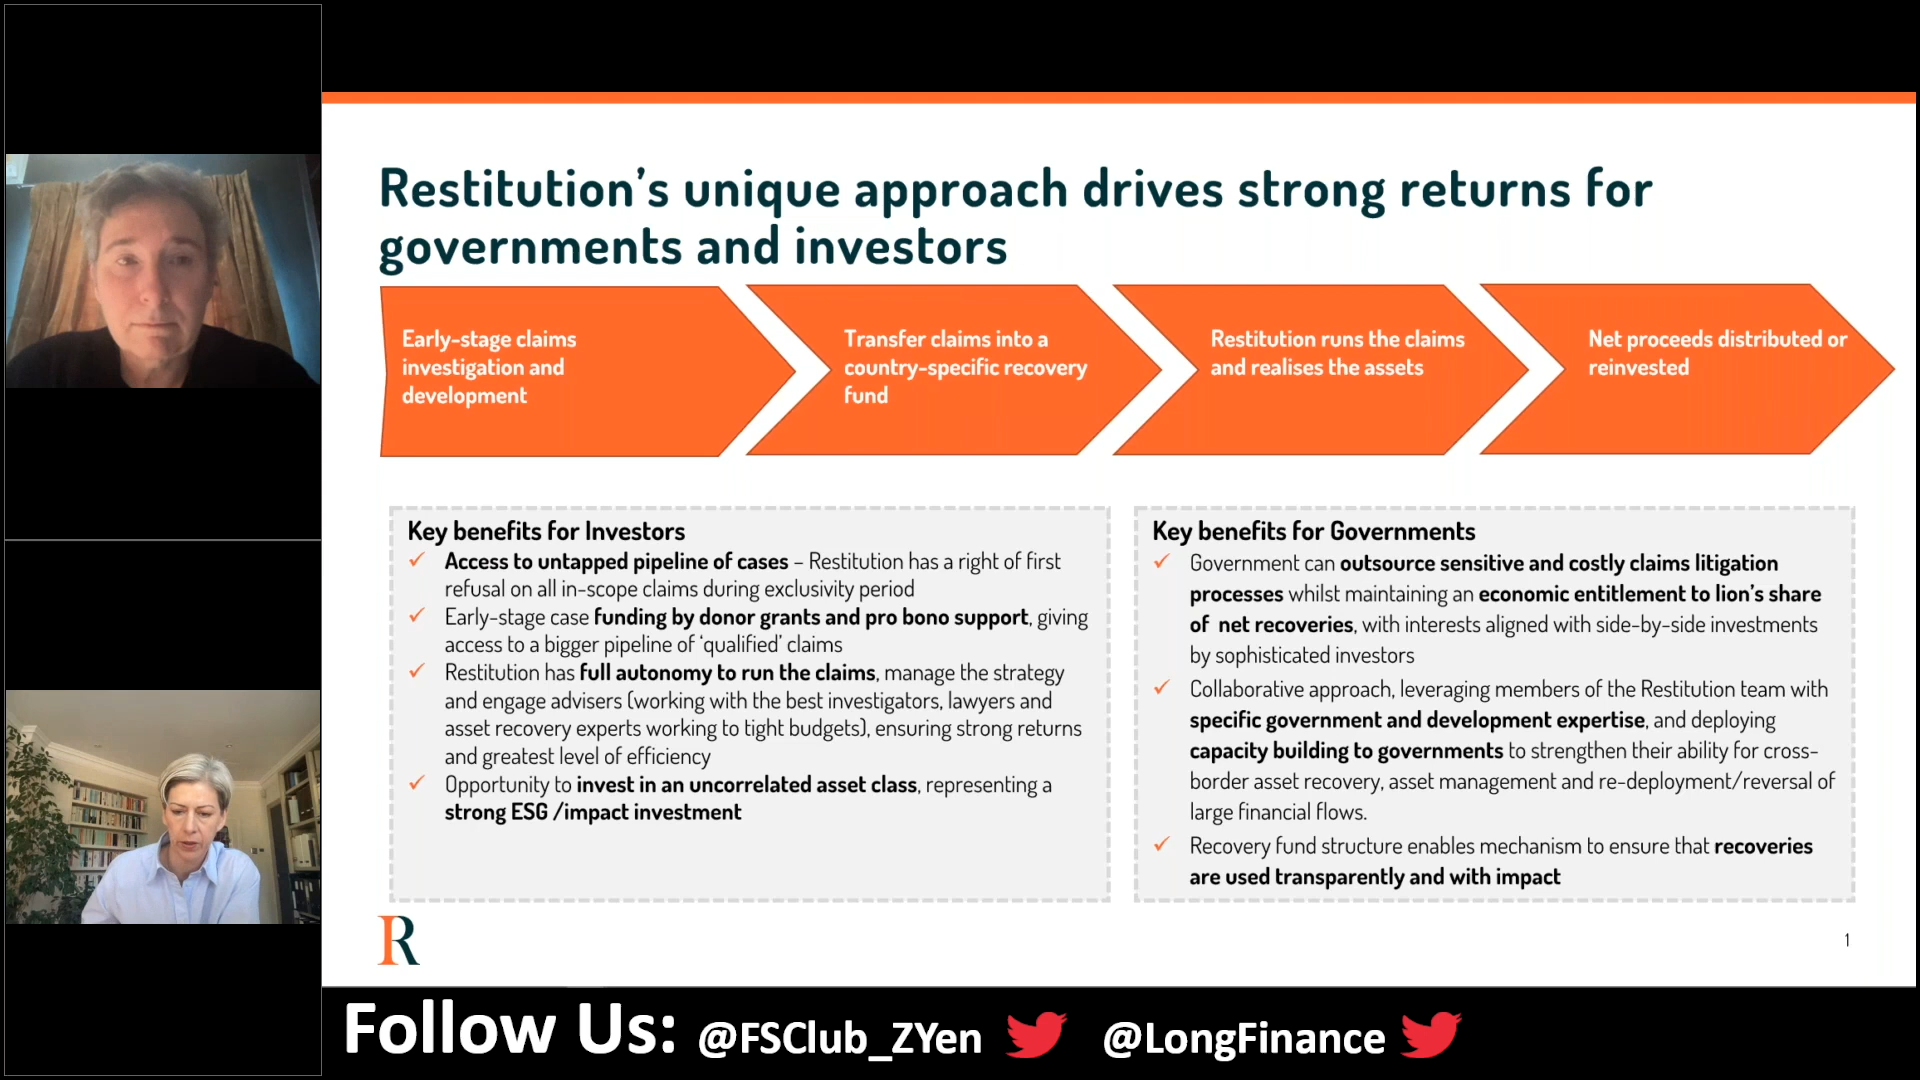 Restitution’s unique approach drives strong returns for
governments and investors
Early-stage claims
investigation and
development
Transfer claims into a
country-specific recovery
fund
Restitution runs the claims
and realises the assets
Net proceeds distributed or
reinvested
Key benefits for Investors
✓ Access to untapped pipeline of cases – Restitution has a right of first
refusal on all in-scope claims during exclusivity period
✓ Early-stage case funding by donor grants and pro bono support, giving
access to a bigger pipeline of ‘qualified’ claims
✓ Restitution has full autonomy to run the claims, manage the strategy
and engage advisers (working with the best investigators, lawyers and
asset recovery experts working to tight budgets), ensuring strong returns
and greatest level of efficiency
✓ Opportunity to invest in an uncorrelated asset class, representing a
strong ESG /impact investment
Key benefits for Governments
✓ Government can outsource sensitive and costly claims litigation
processes whilst maintaining an economic entitlement to lion’s share
of net recoveries, with interests aligned with side-by-side investments
by sophisticated investors
✓ Collaborative approach, leveraging members of the Restitution team with
specific government and development expertise, and deploying
capacity building to governments to strengthen their ability for cross-
border asset recovery, asset management and re-deployment/reversal of
large financial flows.
✓ Recovery fund structure enables mechanism to ensure that recoveries
are used transparently and with impact
R
1
Follow Us: @FSClub_ZYen @LongFinance